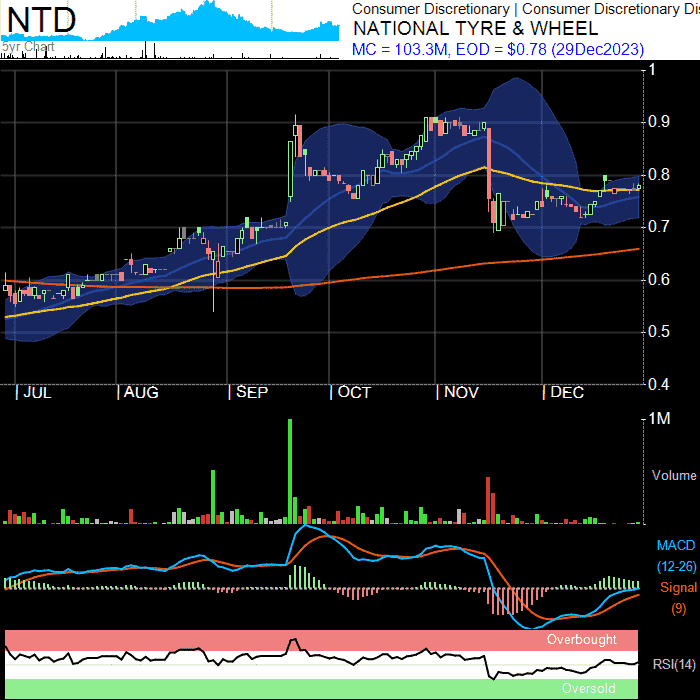 NTD
5yr Chart
Consumer Discretionary | Consumer Discretionary Dis
NATIONAL TYRE & WHEEL
MC = 103.3M, EOD = $0.78 (29Dec2023)
1
0.9
0.8
0.7
0.6
0.5
0.4
| JUL | AUG | SEP | OCT | NOV | DEC
1M
Volume
MACD
(12-26)
Signal
(9)
Overbought
RSI(14)
Oversold